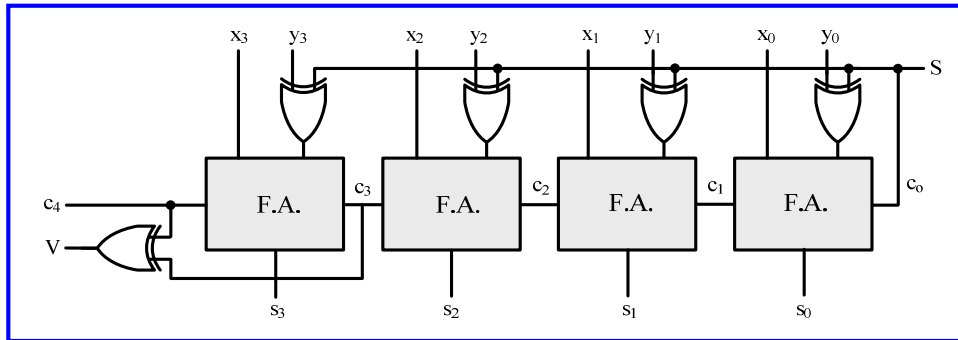 x3 y3 x2 y2 x1 y1 x0 y0
S
c4 F.A. c3 F.A. c2 F.A. c1 F.A. co
V
s3 s2 s1 s0